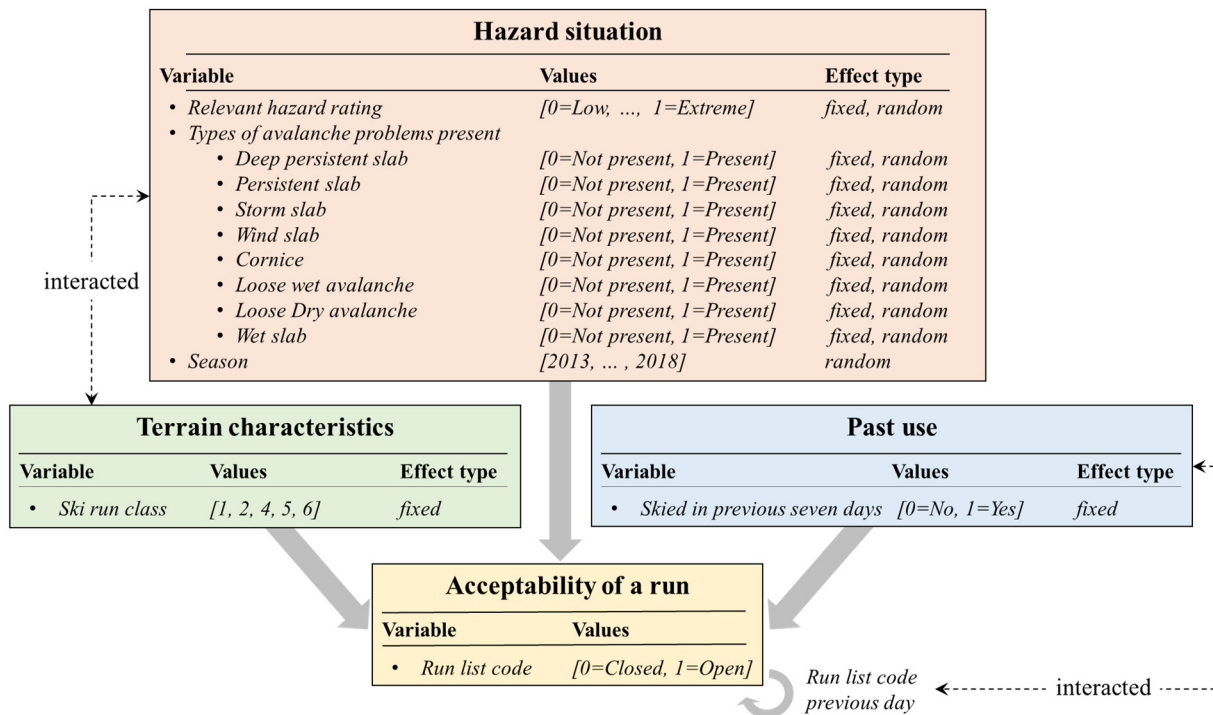 Hazard situation
Variable Values Effect type
• Relevant hazard rating [0=Low, ..., 1=Extreme] fixed, random
• Types of avalanche problems present
• Deep persistent slab [0=Not present, 1=Present] fixed, random
• Persistent slab [0=Not present, 1=Present] fixed, random
• Storm slab [0=Not present, 1=Present] fixed, random
• Wind slab [0=Not present, 1=Present] fixed, random
• Cornice [0=Not present, 1=Present] fixed, random
• Loose wet avalanche [0=Not present, 1=Present] fixed, random
• Loose Dry avalanche [0=Not present, 1=Present] fixed, random
• Wet slab [0=Not present, 1=Present] fixed, random
• Season [2013, ... , 2018] random
interacted
Terrain characteristics
Variable Values Effect type
• Ski run class [1, 2, 4, 5, 6] fixed
Past use
Variable Values Effect type
• Skied in previous seven days [0=No, 1=Yes] fixed
Acceptability of a run
Variable Values
• Run list code [0=Closed, 1=Open]
Run list code
previous day
interacted